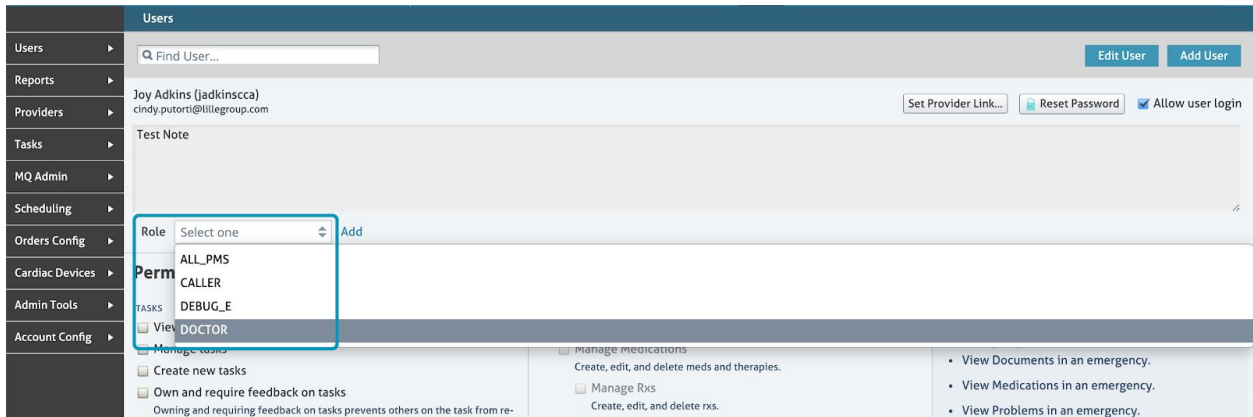 Users
Users
Reports
Providers
Tasks
MQ Admin
Scheduling
Orders Config
Cardiac Devices
Admin Tools
Account Config
Find User...
Edit User
Add User
Joy Adkins (jadkinscca)
cindy.putorti@lillegroup.com
Set Provider Link...
Reset Password
Allow user login
Test Note
Role
Select one
Add
ALL_PMS
CALLER
DEBUG_E
DOCTOR
Perm
TASKS
View
Manage tasks
Create new tasks
Own and require feedback on tasks
Owning and requiring feedback on tasks prevents others on the task from re-
Manage Medications
Create, edit, and delete meds and therapies.
Manage Rxs
Create, edit, and delete rxs.
• View Documents in an emergency.
• View Medications in an emergency.
• View Problems in an emergency.